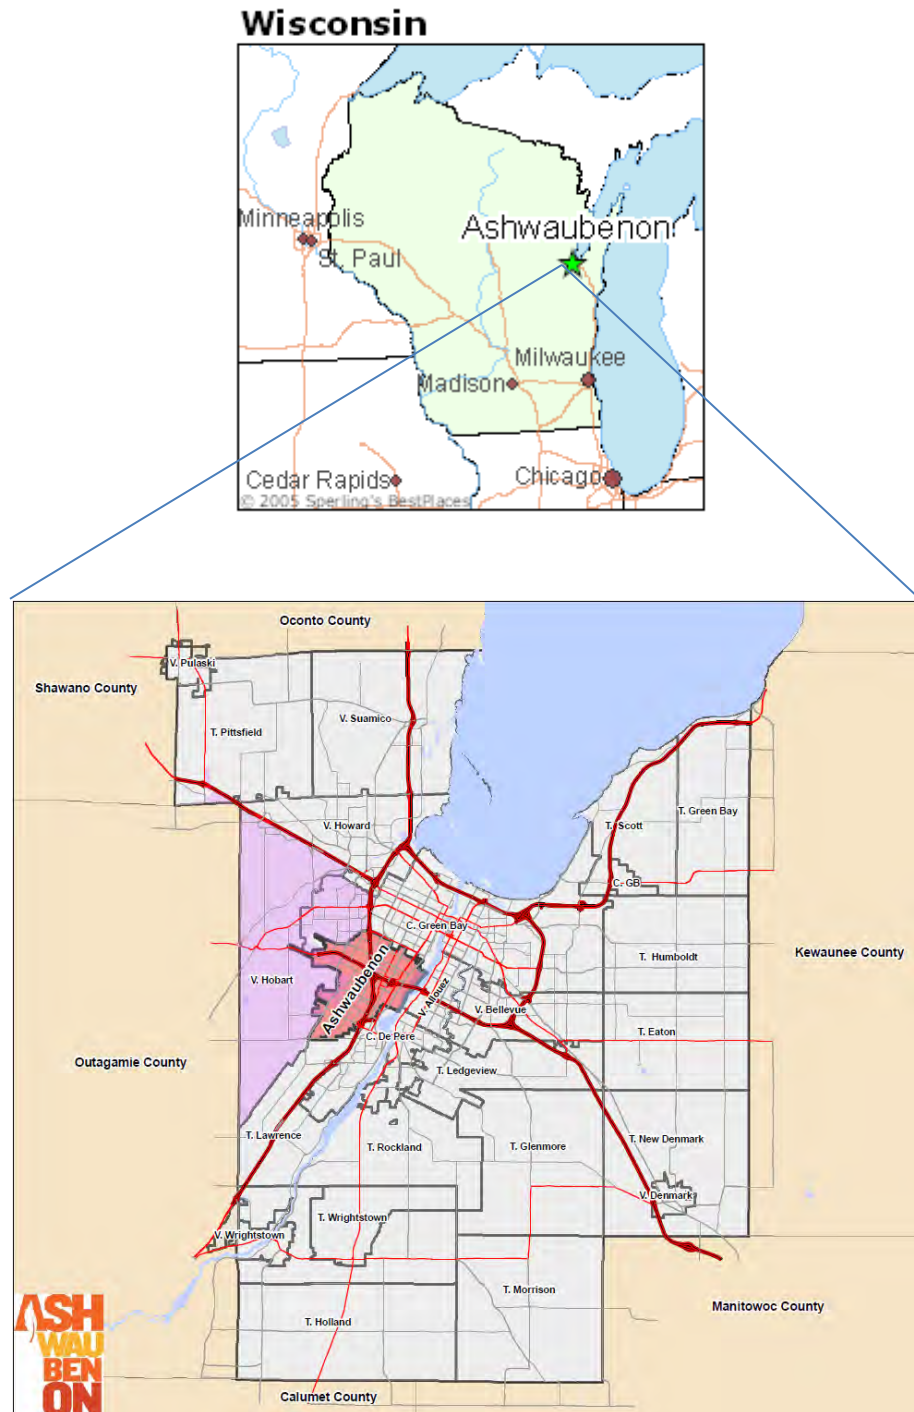 Wisconsin
Ashwaubenon
Minneapolis
St. Paul
Milwaukee
Madison
Cedar Rapids
Chicago
© 2005 Sperling's BestPlaces
Oconto County
V. Pulaski
Shawano County
V. Suamico
T. Pittsfield
T. Green Bay
V. Howard
T. Scott
C. GB
C. Green Bay
Kewaunee County
T. Humboldt
V. Hobart
Ashwaubenon
V. Allouez
V. Bellevue
T. Eaton
C. De Pere
Outagamie County
T. Ledgeview
T. Lawrence
T. Rockland
T. Glenmore
T. New Denmark
V. Denmark
T. Wrightstown
V. Wrightstown
T. Morrison
Manitowoc County
T. Holland
Calumet County
ASH
WAU
BEN
ON